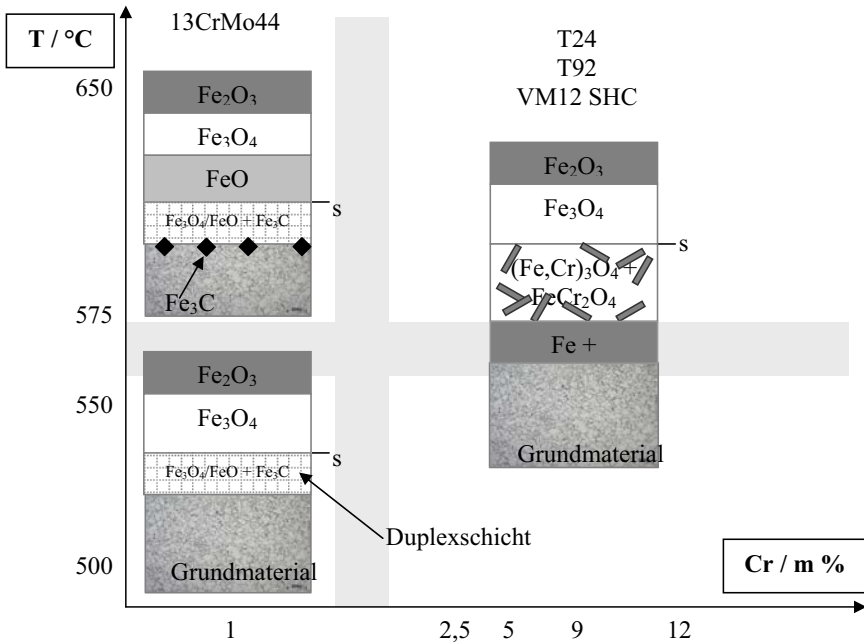 T / °C
13CrMo44
T24
T92
VM12 SHC
650
Fe₂O₃
Fe₃O₄
FeO
s
Fe₃O₄/FeO + Fe₃C
Fe₃C
Fe₂O₃
Fe₃O₄
s
(Fe,Cr)₃O₄ +
FeCr₂O₄
Fe +
Grundmaterial
575
550
Fe₂O₃
Fe₃O₄
s
Fe₃O₄/FeO + Fe₃C
Duplexschicht
Grundmaterial
500
Cr / m %
1
2,5
5
9
12